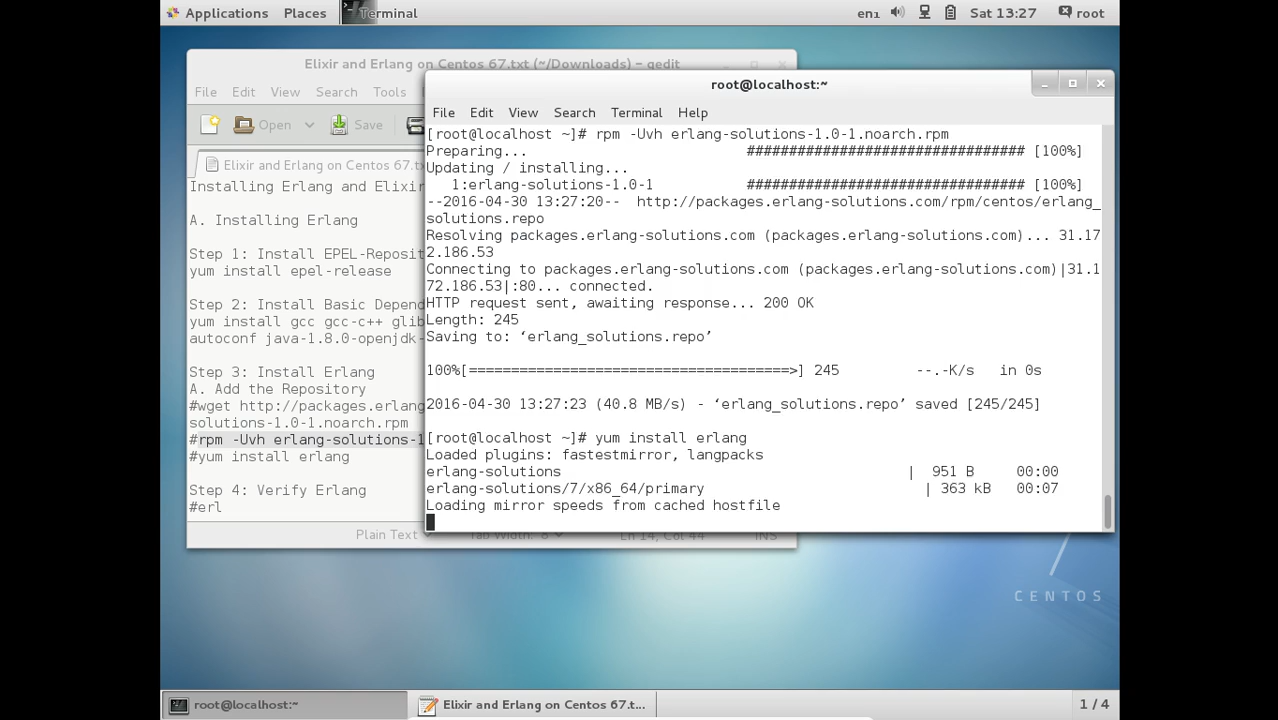 Applications Places Terminal en1 Sat 13:27 root
Elixir and Erlang on Centos 67.txt (~/Downloads) - gedit
File Edit View Search Tools
Open Save
Elixir and Erlang on Centos 67.tx
Installing Erlang and Elixir
A. Installing Erlang
Step 1: Install EPEL-Reposit
yum install epel-release
Step 2: Install Basic Depend
yum install gcc gcc-c++ glib
autoconf java-1.8.0-openjdk-
Step 3: Install Erlang
A. Add the Repository
#wget http://packages.erlang
solutions-1.0-1.noarch.rpm
#rpm -Uvh erlang-solutions-1
#yum install erlang
Step 4: Verify Erlang
#erl
Plain Text Tab Width: 8 Ln 14, Col 44 INS
root@localhost:~
File Edit View Search Terminal Help
[root@localhost ~]# rpm -Uvh erlang-solutions-1.0-1.noarch.rpm
Preparing... ################################# [100%]
Updating / installing...
1:erlang-solutions-1.0-1 ################################# [100%]
--2016-04-30 13:27:20-- http://packages.erlang-solutions.com/rpm/centos/erlang_
solutions.repo
Resolving packages.erlang-solutions.com (packages.erlang-solutions.com)... 31.17
2.186.53
Connecting to packages.erlang-solutions.com (packages.erlang-solutions.com)|31.1
72.186.53|:80... connected.
HTTP request sent, awaiting response... 200 OK
Length: 245
Saving to: ‘erlang_solutions.repo’
100%[======================================>] 245 --.-K/s in 0s
2016-04-30 13:27:23 (40.8 MB/s) - ‘erlang_solutions.repo’ saved [245/245]
[root@localhost ~]# yum install erlang
Loaded plugins: fastestmirror, langpacks
erlang-solutions | 951 B 00:00
erlang-solutions/7/x86_64/primary | 363 kB 00:07
Loading mirror speeds from cached hostfile
7
CENTOS
root@localhost:~ Elixir and Erlang on Centos 67.t... 1 / 4